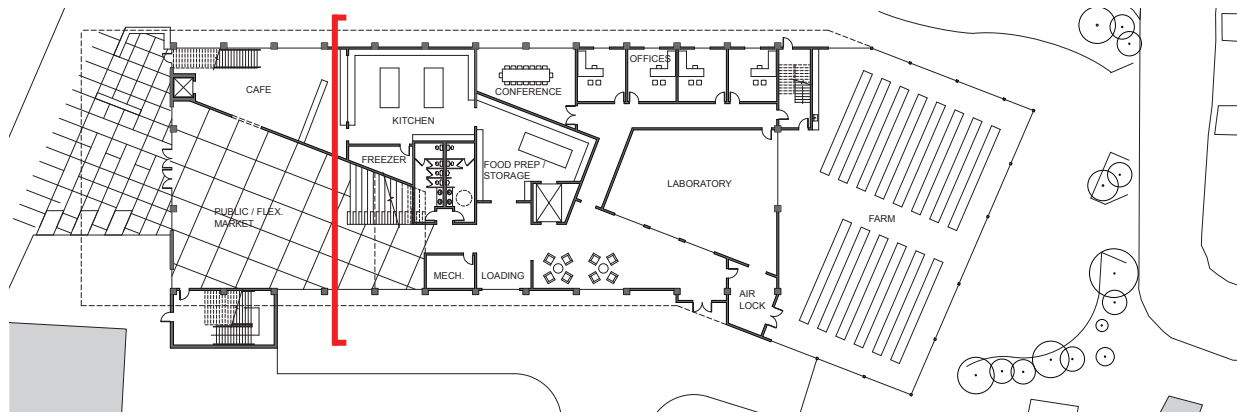 OFFICES
CAFE
CONFERENCE
KITCHEN
FREEZER
FOOD PREP /
STORAGE
LABORATORY
PUBLIC / FLEX.
MARKET
FARM
MECH.
LOADING
AIR
LOCK